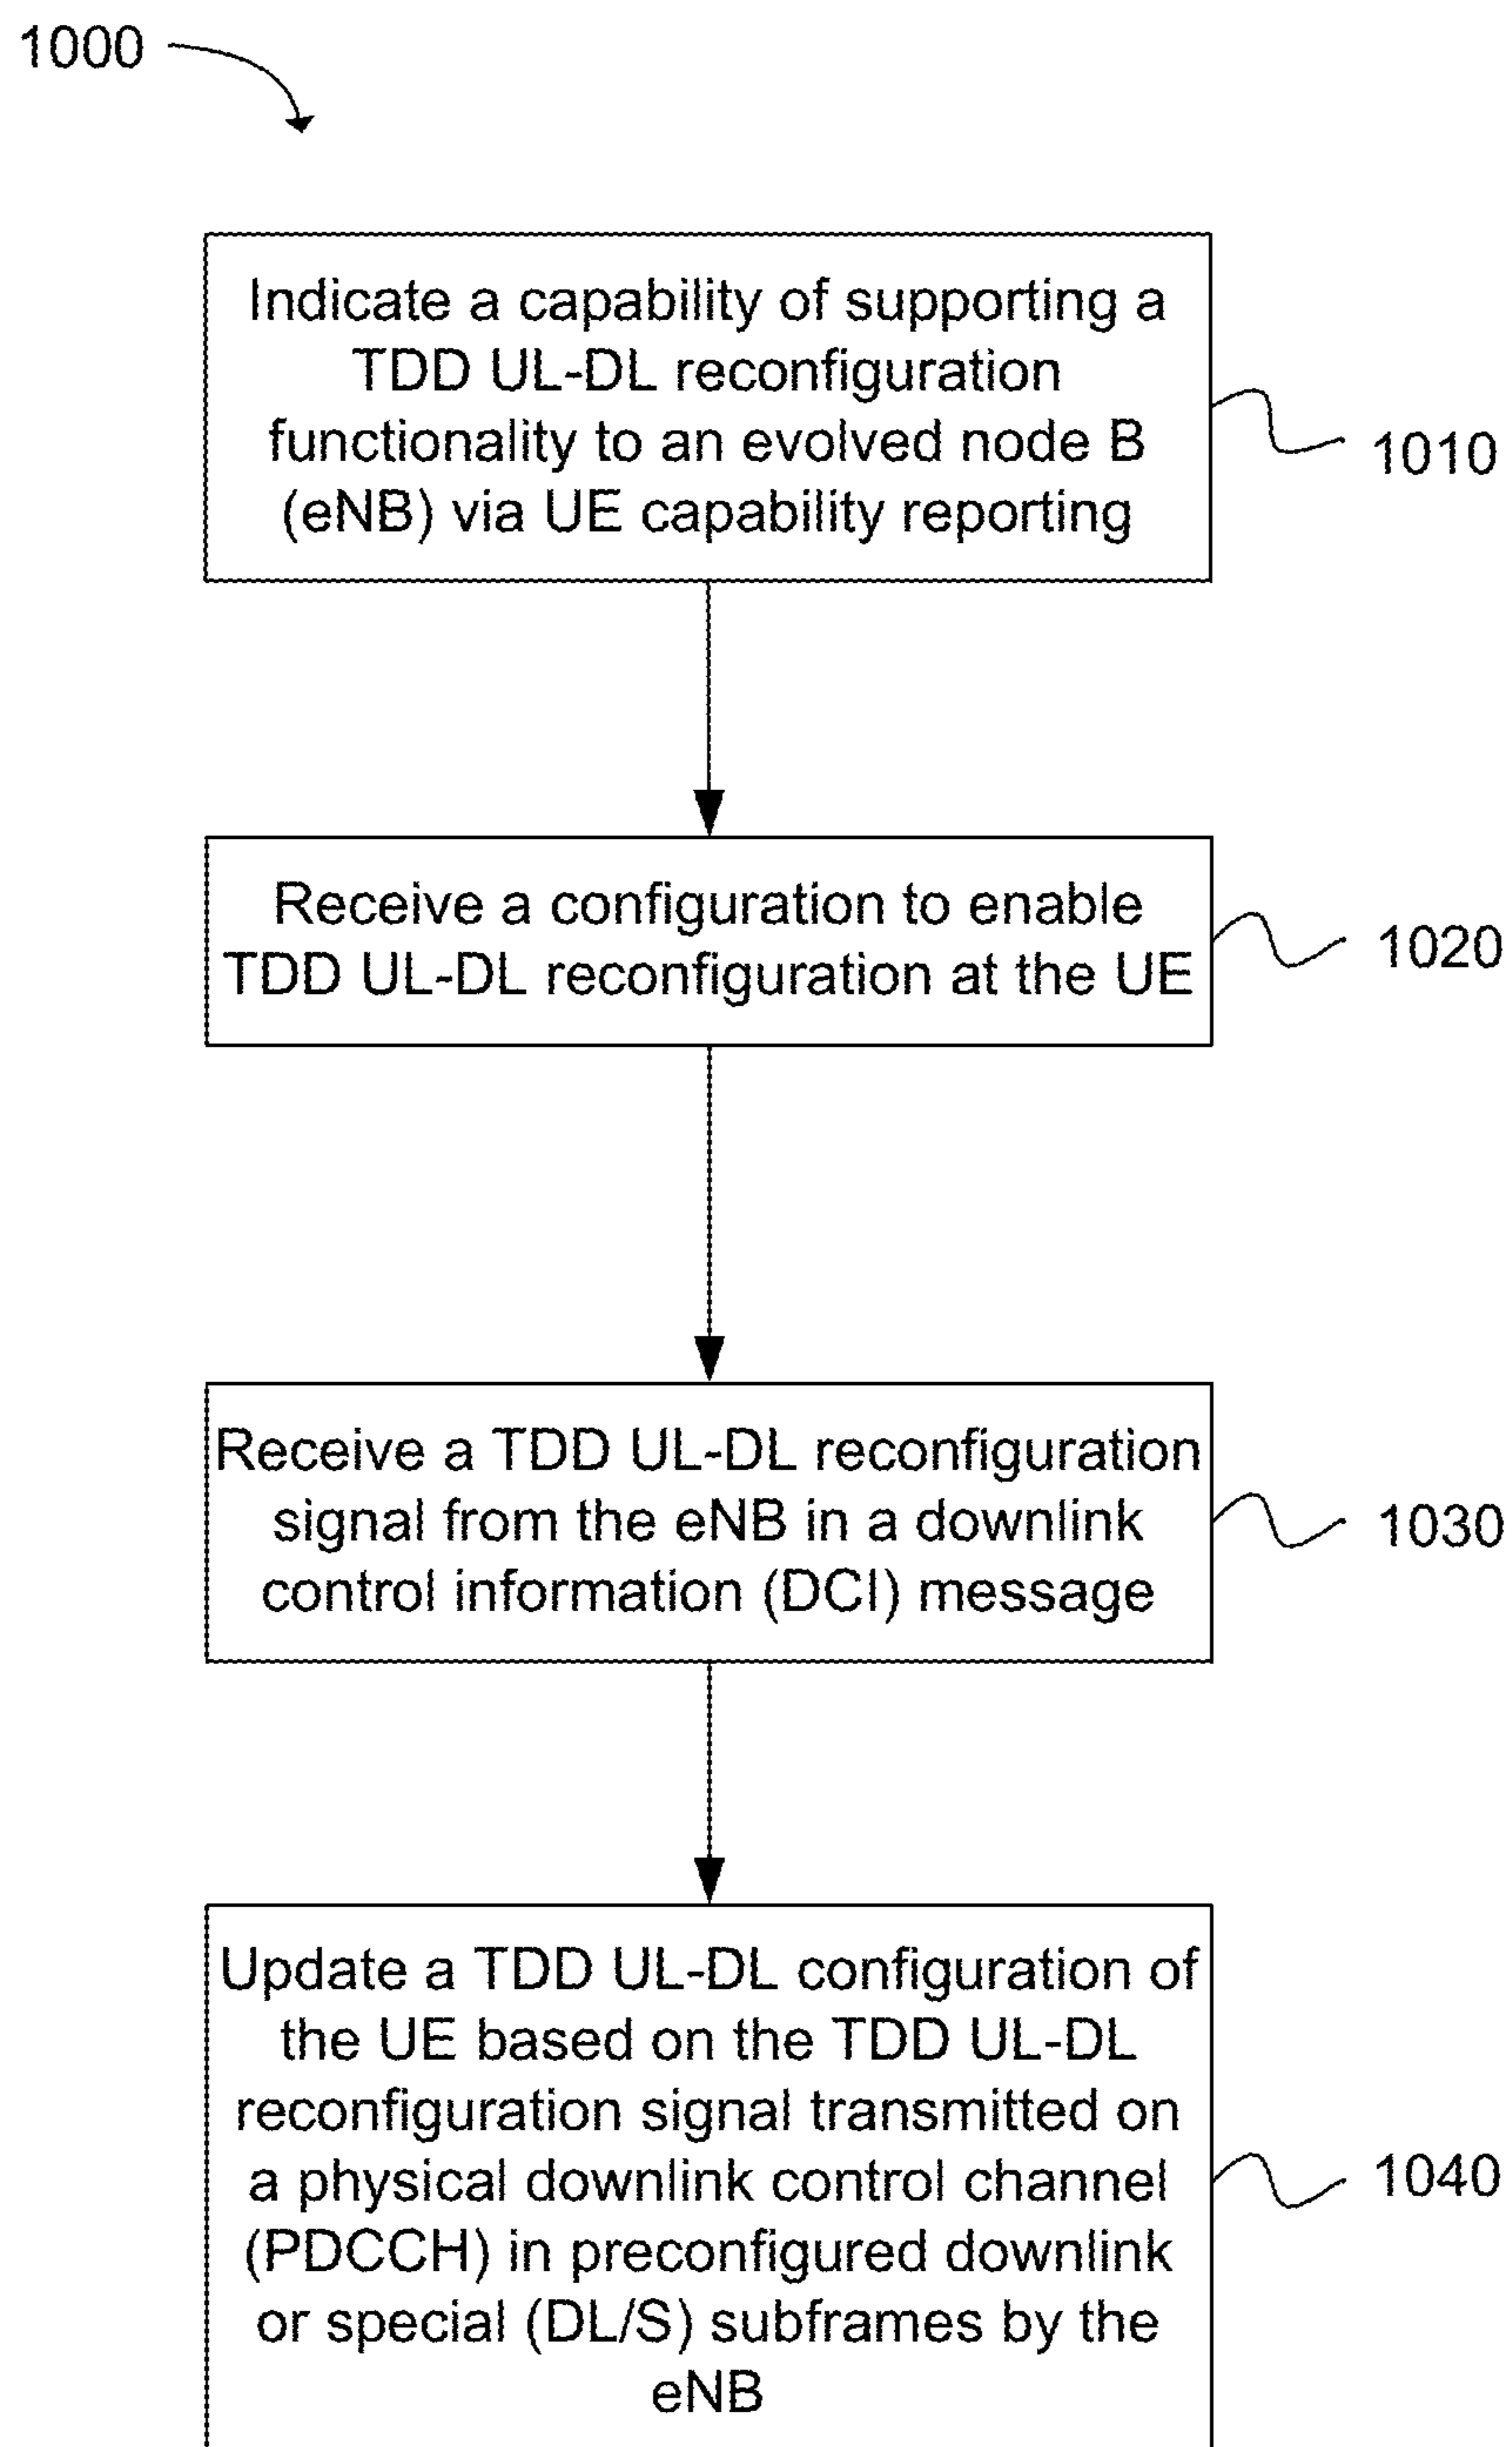 1000
Indicate a capability of supporting a
TDD UL-DL reconfiguration
functionality to an evolved node B
(eNB) via UE capability reporting
1010
Receive a configuration to enable
TDD UL-DL reconfiguration at the UE
1020
Receive a TDD UL-DL reconfiguration
signal from the eNB in a downlink
control information (DCI) message
1030
Update a TDD UL-DL configuration of
the UE based on the TDD UL-DL
reconfiguration signal transmitted on
a physical downlink control channel
(PDCCH) in preconfigured downlink
or special (DL/S) subframes by the
eNB
1040